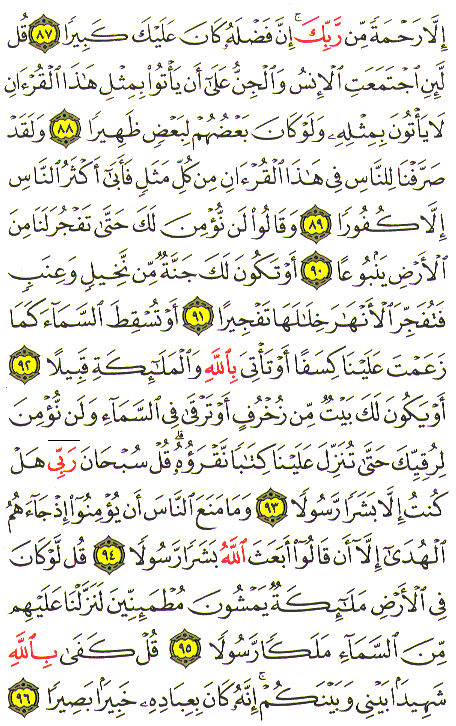 إِلَّا رَحْمَةً مِّن رَّبِّكَ ۚ إِنَّ فَضْلَهُۥ كَانَ عَلَيْكَ كَبِيرًا ٨٧ قُل
لَّئِنِ ٱجْتَمَعَتِ ٱلْإِنسُ وَٱلْجِنُّ عَلَىٰٓ أَن يَأْتُوا۟ بِمِثْلِ هَٰذَا ٱلْقُرْءَانِ
لَا يَأْتُونَ بِمِثْلِهِۦ وَلَوْ كَانَ بَعْضُهُمْ لِبَعْضٍ ظَهِيرًا ٨٨ وَلَقَدْ
صَرَّفْنَا لِلنَّاسِ فِى هَٰذَا ٱلْقُرْءَانِ مِن كُلِّ مَثَلٍ فَأَبَىٰٓ أَكْثَرُ ٱلنَّاسِ
إِلَّا كُفُورًا ٨٩ وَقَالُوا۟ لَن نُّؤْمِنَ لَكَ حَتَّىٰ تَفْجُرَ لَنَا مِنَ
ٱلْأَرْضِ يَنۢبُوعًا ٩٠ أَوْ تَكُونَ لَكَ جَنَّةٌ مِّن نَّخِيلٍ وَعِنَبٍ
فَتُفَجِّرَ ٱلْأَنْهَٰرَ خِلَٰلَهَا تَفْجِيرًا ٩١ أَوْ تُسْقِطَ ٱلسَّمَآءَ كَمَا
زَعَمْتَ عَلَيْنَا كِسَفًا أَوْ تَأْتِىَ بِٱللَّهِ وَٱلْمَلَٰٓئِكَةِ قَبِيلًا ٩٢
أَوْ يَكُونَ لَكَ بَيْتٌ مِّن زُخْرُفٍ أَوْ تَرْقَىٰ فِى ٱلسَّمَآءِ وَلَن نُّؤْمِنَ
لِرُقِيِّكَ حَتَّىٰ تُنَزِّلَ عَلَيْنَا كِتَٰبًا نَّقْرَؤُهُۥ ۗ قُلْ سُبْحَانَ رَبِّى هَلْ
كُنتُ إِلَّا بَشَرًا رَّسُولًا ٩٣ وَمَا مَنَعَ ٱلنَّاسَ أَن يُؤْمِنُوٓا۟ إِذْ جَآءَهُمُ
ٱلْهُدَىٰٓ إِلَّآ أَن قَالُوٓا۟ أَبَعَثَ ٱللَّهُ بَشَرًا رَّسُولًا ٩٤ قُل لَّوْ كَانَ
فِى ٱلْأَرْضِ مَلَٰٓئِكَةٌ يَمْشُونَ مُطْمَئِنِّينَ لَنَزَّلْنَا عَلَيْهِم
مِّنَ ٱلسَّمَآءِ مَلَكًا رَّسُولًا ٩٥ قُلْ كَفَىٰ بِٱللَّهِ
شَهِيدًۢا بَيْنِى وَبَيْنَكُمْ ۚ إِنَّهُۥ كَانَ بِعِبَادِهِۦ خَبِيرًۢا بَصِيرًا ٩٦